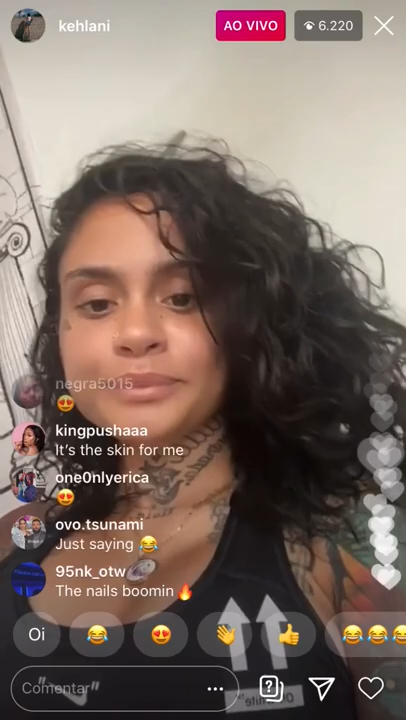 kehlani
AO VIVO
6.220
negra5015
😍
kingpushaaa
It's the skin for me
one0nlyerica
😍
ovo.tsunami
Just saying 😂
95nk_otw
The nails boomin🔥
Oi 😂 😍 👋 👍 😂😂😂
Comentar